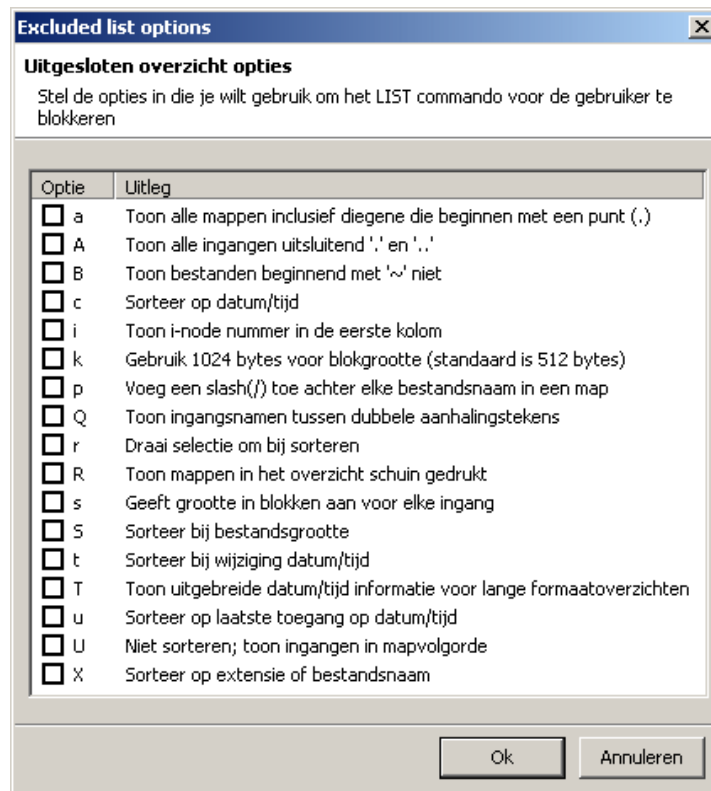 Excluded list options
Uitgesloten overzicht opties
Stel de opties in die je wilt gebruik om het LIST commando voor de gebruiker te
blokkeren
Optie Uitleg
a Toon alle mappen inclusief diegene die beginnen met een punt (.)
A Toon alle ingangen uitsluitend '.' en '..'
B Toon bestanden beginnend met '~' niet
c Sorteer op datum/tijd
i Toon i-node nummer in de eerste kolom
k Gebruik 1024 bytes voor blokgrootte (standaard is 512 bytes)
p Voeg een slash(/) toe achter elke bestandsnaam in een map
Q Toon ingangsnamen tussen dubbele aanhalingstekens
r Draai selectie om bij sorteren
R Toon mappen in het overzicht schuin gedrukt
s Geeft grootte in blokken aan voor elke ingang
S Sorteer bij bestandsgrootte
t Sorteer bij wijziging datum/tijd
T Toon uitgebreide datum/tijd informatie voor lange formaatoverzichten
u Sorteer op laatste toegang op datum/tijd
U Niet sorteren; toon ingangen in mapvolgorde
X Sorteer op extensie of bestandsnaam
Ok Annuleren